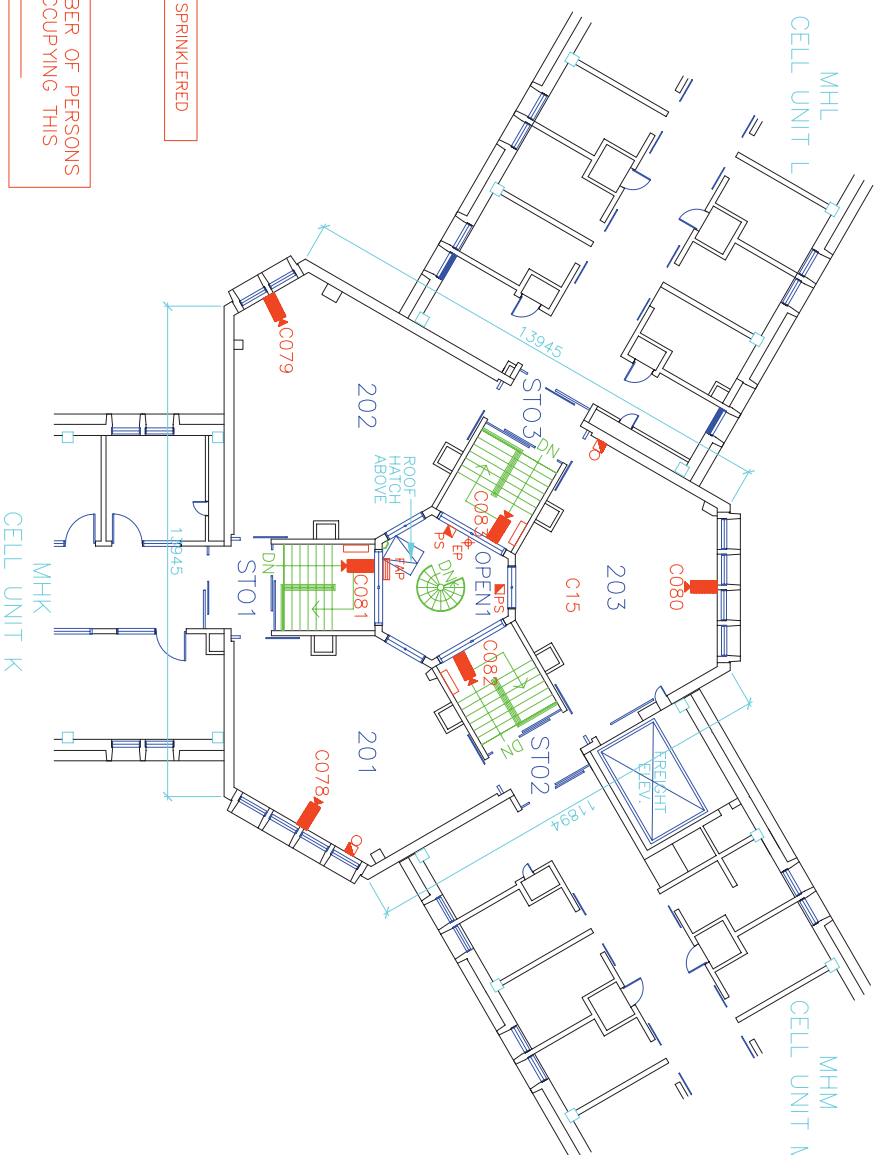 SPRINKLERED
BER OF PERSONS
CCUPYING THIS
MHL
CELL UNIT L
MHM
CELL UNIT M
MHK
CELL UNIT K
13945
13945
11894
C079
C080
C078
C081
C082
C083
C15
202
203
201
ST03
ST01
ST02
OPEN1
DN
DN
DN
DN
ROOF
HATCH
ABOVE
PS
EP
PS
FAP
FREIGHT
ELEV.